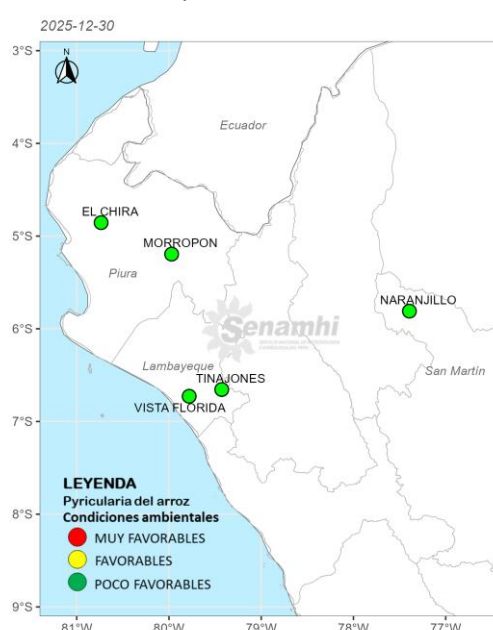 2025-12-30
3°S
N
4°S
Ecuador
EL CHIRA
5°S
MORROPON
Piura
NARANJILLO
6°S
Senamhi
Lambayeque
San Martín
TINAJONES
VISTA FLORIDA
7°S
LEYENDA
Pyricularia del arroz
Condiciones ambientales
8°S
MUY FAVORABLES
FAVORABLES
POCO FAVORABLES
9°S
81°W 80°W 79°W 78°W 77°W